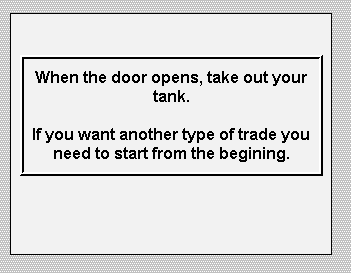 When the door opens, take out your
tank.
If you want another type of trade you
need to start from the begining.